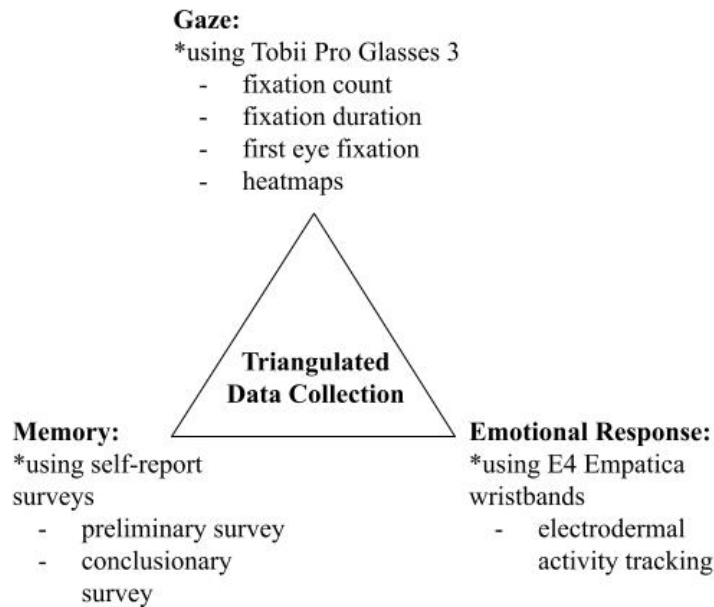 Gaze:
*using Tobii Pro Glasses 3
- fixation count
- fixation duration
- first eye fixation
- heatmaps
Triangulated
Data Collection
Memory:
*using self-report
surveys
- preliminary survey
- conclusionary
survey
Emotional Response:
*using E4 Empatica
wristbands
- electrodermal
activity tracking